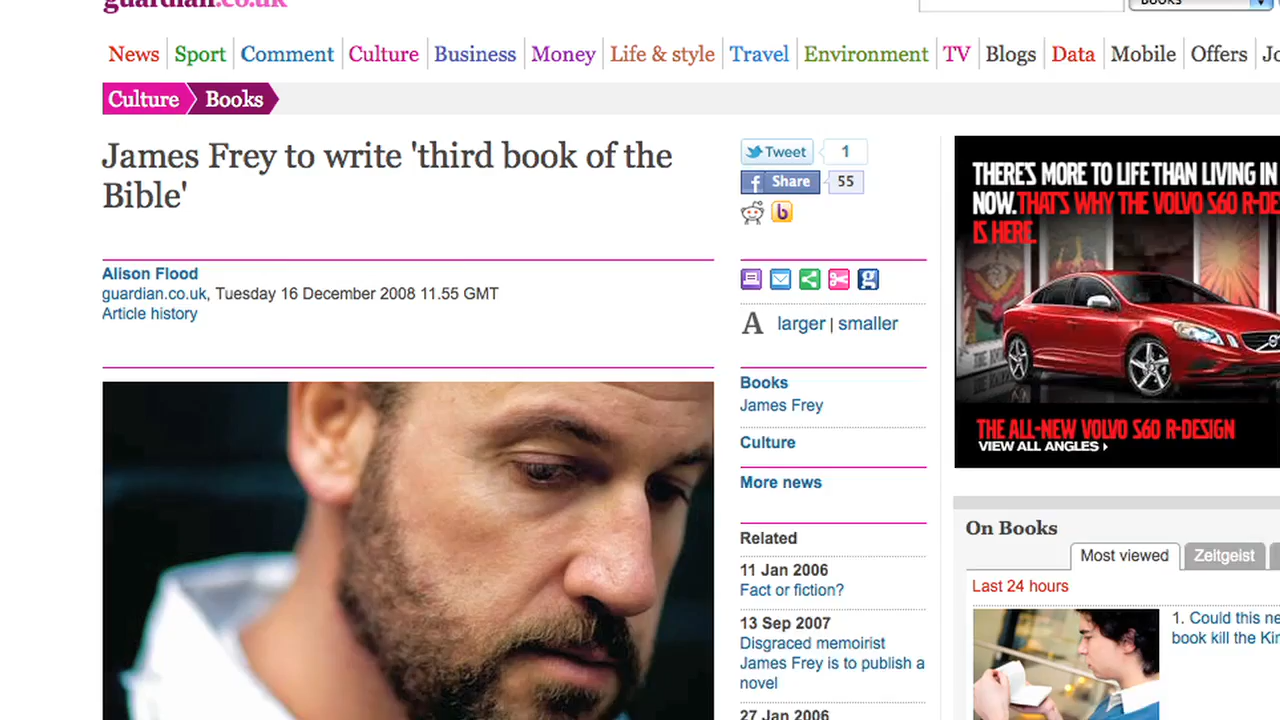 guardian.co.uk
BOOKS
News Sport Comment Culture Business Money Life & style Travel Environment TV Blogs Data Mobile Offers
Culture Books
James Frey to write 'third book of the
Bible'
Alison Flood
guardian.co.uk, Tuesday 16 December 2008 11.55 GMT
Article history
Tweet 1
f Share 55
A larger | smaller
Books
James Frey
Culture
More news
Related
11 Jan 2006
Fact or fiction?
13 Sep 2007
Disgraced memoirist
James Frey is to publish a
novel
27 Jan 2006
THERE'S MORE TO LIFE THAN LIVING IN
NOW. THAT'S WHY THE VOLVO S60 R-DE
IS HERE.
THE ALL-NEW VOLVO S60 R-DESIGN
VIEW ALL ANGLES
On Books
Most viewed Zeitgeist
Last 24 hours
1. Could this ne
book kill the Kin